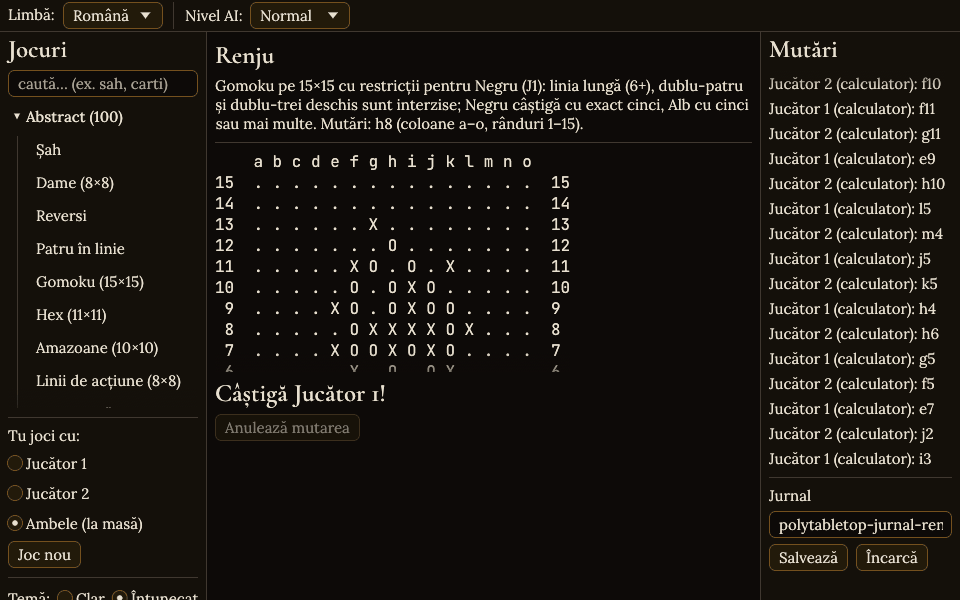 Limbă: Română Nivel AI: Normal
Jocuri
caută... (ex. sah, carti)
Abstract (100)
Șah
Dame (8×8)
Reversi
Patru în linie
Gomoku (15×15)
Hex (11×11)
Amazoane (10×10)
Linii de acțiune (8×8)
Tu joci cu:
Jucător 1
Jucător 2
Ambele (la masă)
Joc nou
Temă: Clar Întunecat
Renju
Gomoku pe 15×15 cu restricții pentru Negru (J1): linia lungă (6+), dublu-patru
și dublu-trei deschis sunt interzise; Negru câștigă cu exact cinci, Alb cu cinci
sau mai multe. Mutări: h8 (coloane a–o, rânduri 1–15).
a b c d e f g h i j k l m n o
15 . . . . . . . . . . . . . . . 15
14 . . . . . . . . . . . . . . . 14
13 . . . . . . X . . . . . . . . 13
12 . . . . . . . O . . . . . . . 12
11 . . . . . X O . O . X . . . . 11
10 . . . . . O . O X O . . . . . 10
9 . . . . X O . O X O O . . . . 9
8 . . . . . O X X X X O X . . . 8
7 . . . . X O O X O X O . . . . 7
Câștigă Jucător 1!
Anulează mutarea
Mutări
Jucător 2 (calculator): f10
Jucător 1 (calculator): f11
Jucător 2 (calculator): g11
Jucător 1 (calculator): e9
Jucător 2 (calculator): h10
Jucător 1 (calculator): l5
Jucător 2 (calculator): m4
Jucător 1 (calculator): j5
Jucător 2 (calculator): k5
Jucător 1 (calculator): h4
Jucător 2 (calculator): h6
Jucător 1 (calculator): g5
Jucător 2 (calculator): f5
Jucător 1 (calculator): e7
Jucător 2 (calculator): j2
Jucător 1 (calculator): i3
Jurnal
polytabletop-jurnal-ren
Salvează Încarcă